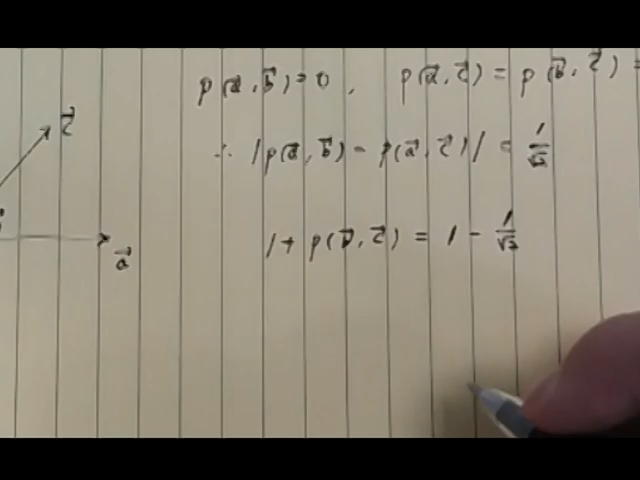 p(a⃗, b⃗) = 0, p(a⃗, c⃗) = p(b⃗, c⃗) =
c⃗
∴ |p(a⃗, b⃗) - p(a⃗, c⃗)| = 1/√2
1 + p(b⃗, c⃗) = 1 - 1/√2
a⃗